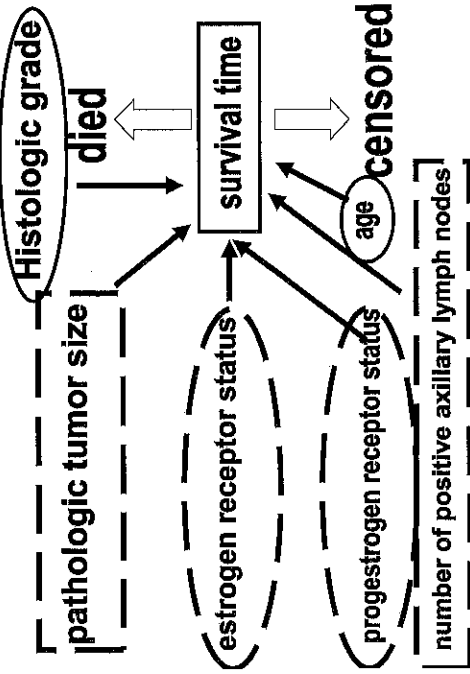 Histologic grade
died
pathologic tumor size
survival time
estrogen receptor status
censored
age
progestrogen receptor status
number of positive axillary lymph nodes